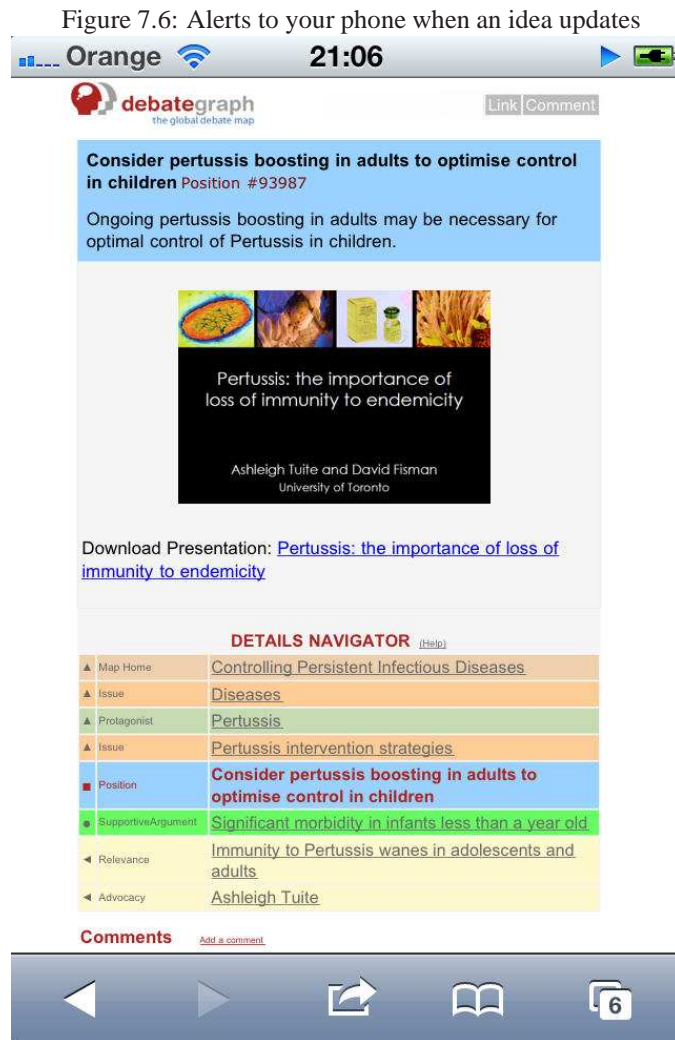 Figure 7.6: Alerts to your phone when an idea updates
Orange 21:06
debategraph
the global debate map
Link Comment
Consider pertussis boosting in adults to optimise control
in children Position #93987
Ongoing pertussis boosting in adults may be necessary for
optimal control of Pertussis in children.
Pertussis: the importance of
loss of immunity to endemicity
Ashleigh Tuite and David Fisman
University of Toronto
Download Presentation: Pertussis: the importance of loss of
immunity to endemicity
DETAILS NAVIGATOR (Help)
Map Home Controlling Persistent Infectious Diseases
Issue Diseases
Protagonist Pertussis
Issue Pertussis intervention strategies
Position Consider pertussis boosting in adults to
optimise control in children
SupportiveArgument Significant morbidity in infants less than a year old
Relevance Immunity to Pertussis wanes in adolescents and
adults
Advocacy Ashleigh Tuite
Comments Add a comment
6